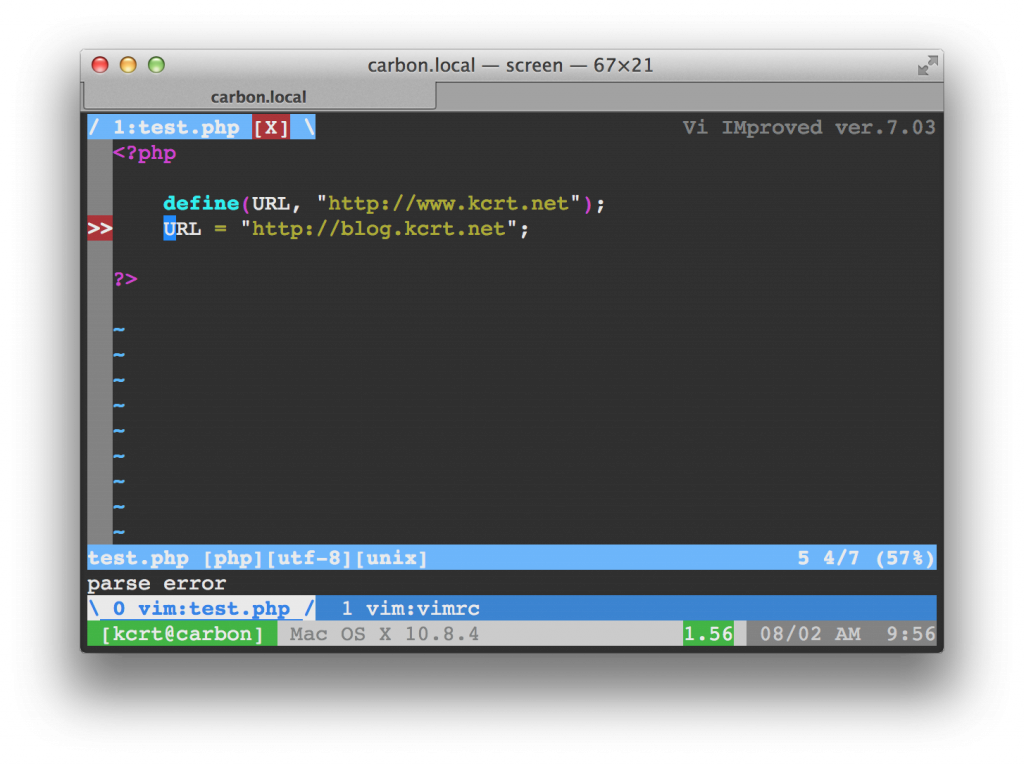 carbon.local — screen — 67×21
carbon.local
/ 1:test.php [X] \ Vi IMproved ver.7.03
<?php
define(URL, "http://www.kcrt.net");
>> URL = "http://blog.kcrt.net";
?>
~
~
~
~
~
~
~
~
~
test.php [php][utf-8][unix] 5 4/7 (57%)
parse error
\ 0 vim:test.php / 1 vim:vimrc
[kcrt@carbon] Mac OS X 10.8.4 1.56 08/02 AM 9:56